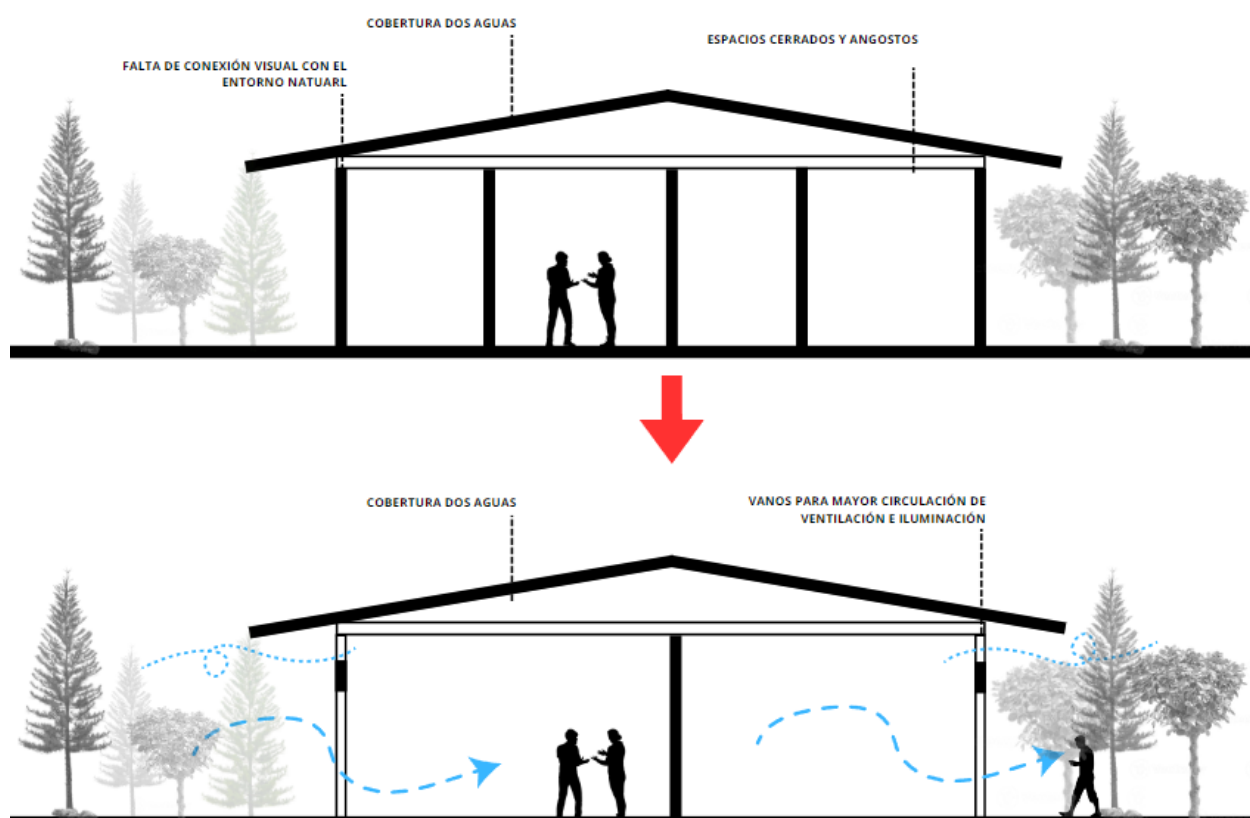 COBERTURA DOS AGUAS
ESPACIOS CERRADOS Y ANGOSTOS
FALTA DE CONEXIÓN VISUAL CON EL
ENTORNO NATUARL
COBERTURA DOS AGUAS
VANOS PARA MAYOR CIRCULACIÓN DE
VENTILACIÓN E ILUMINACIÓN